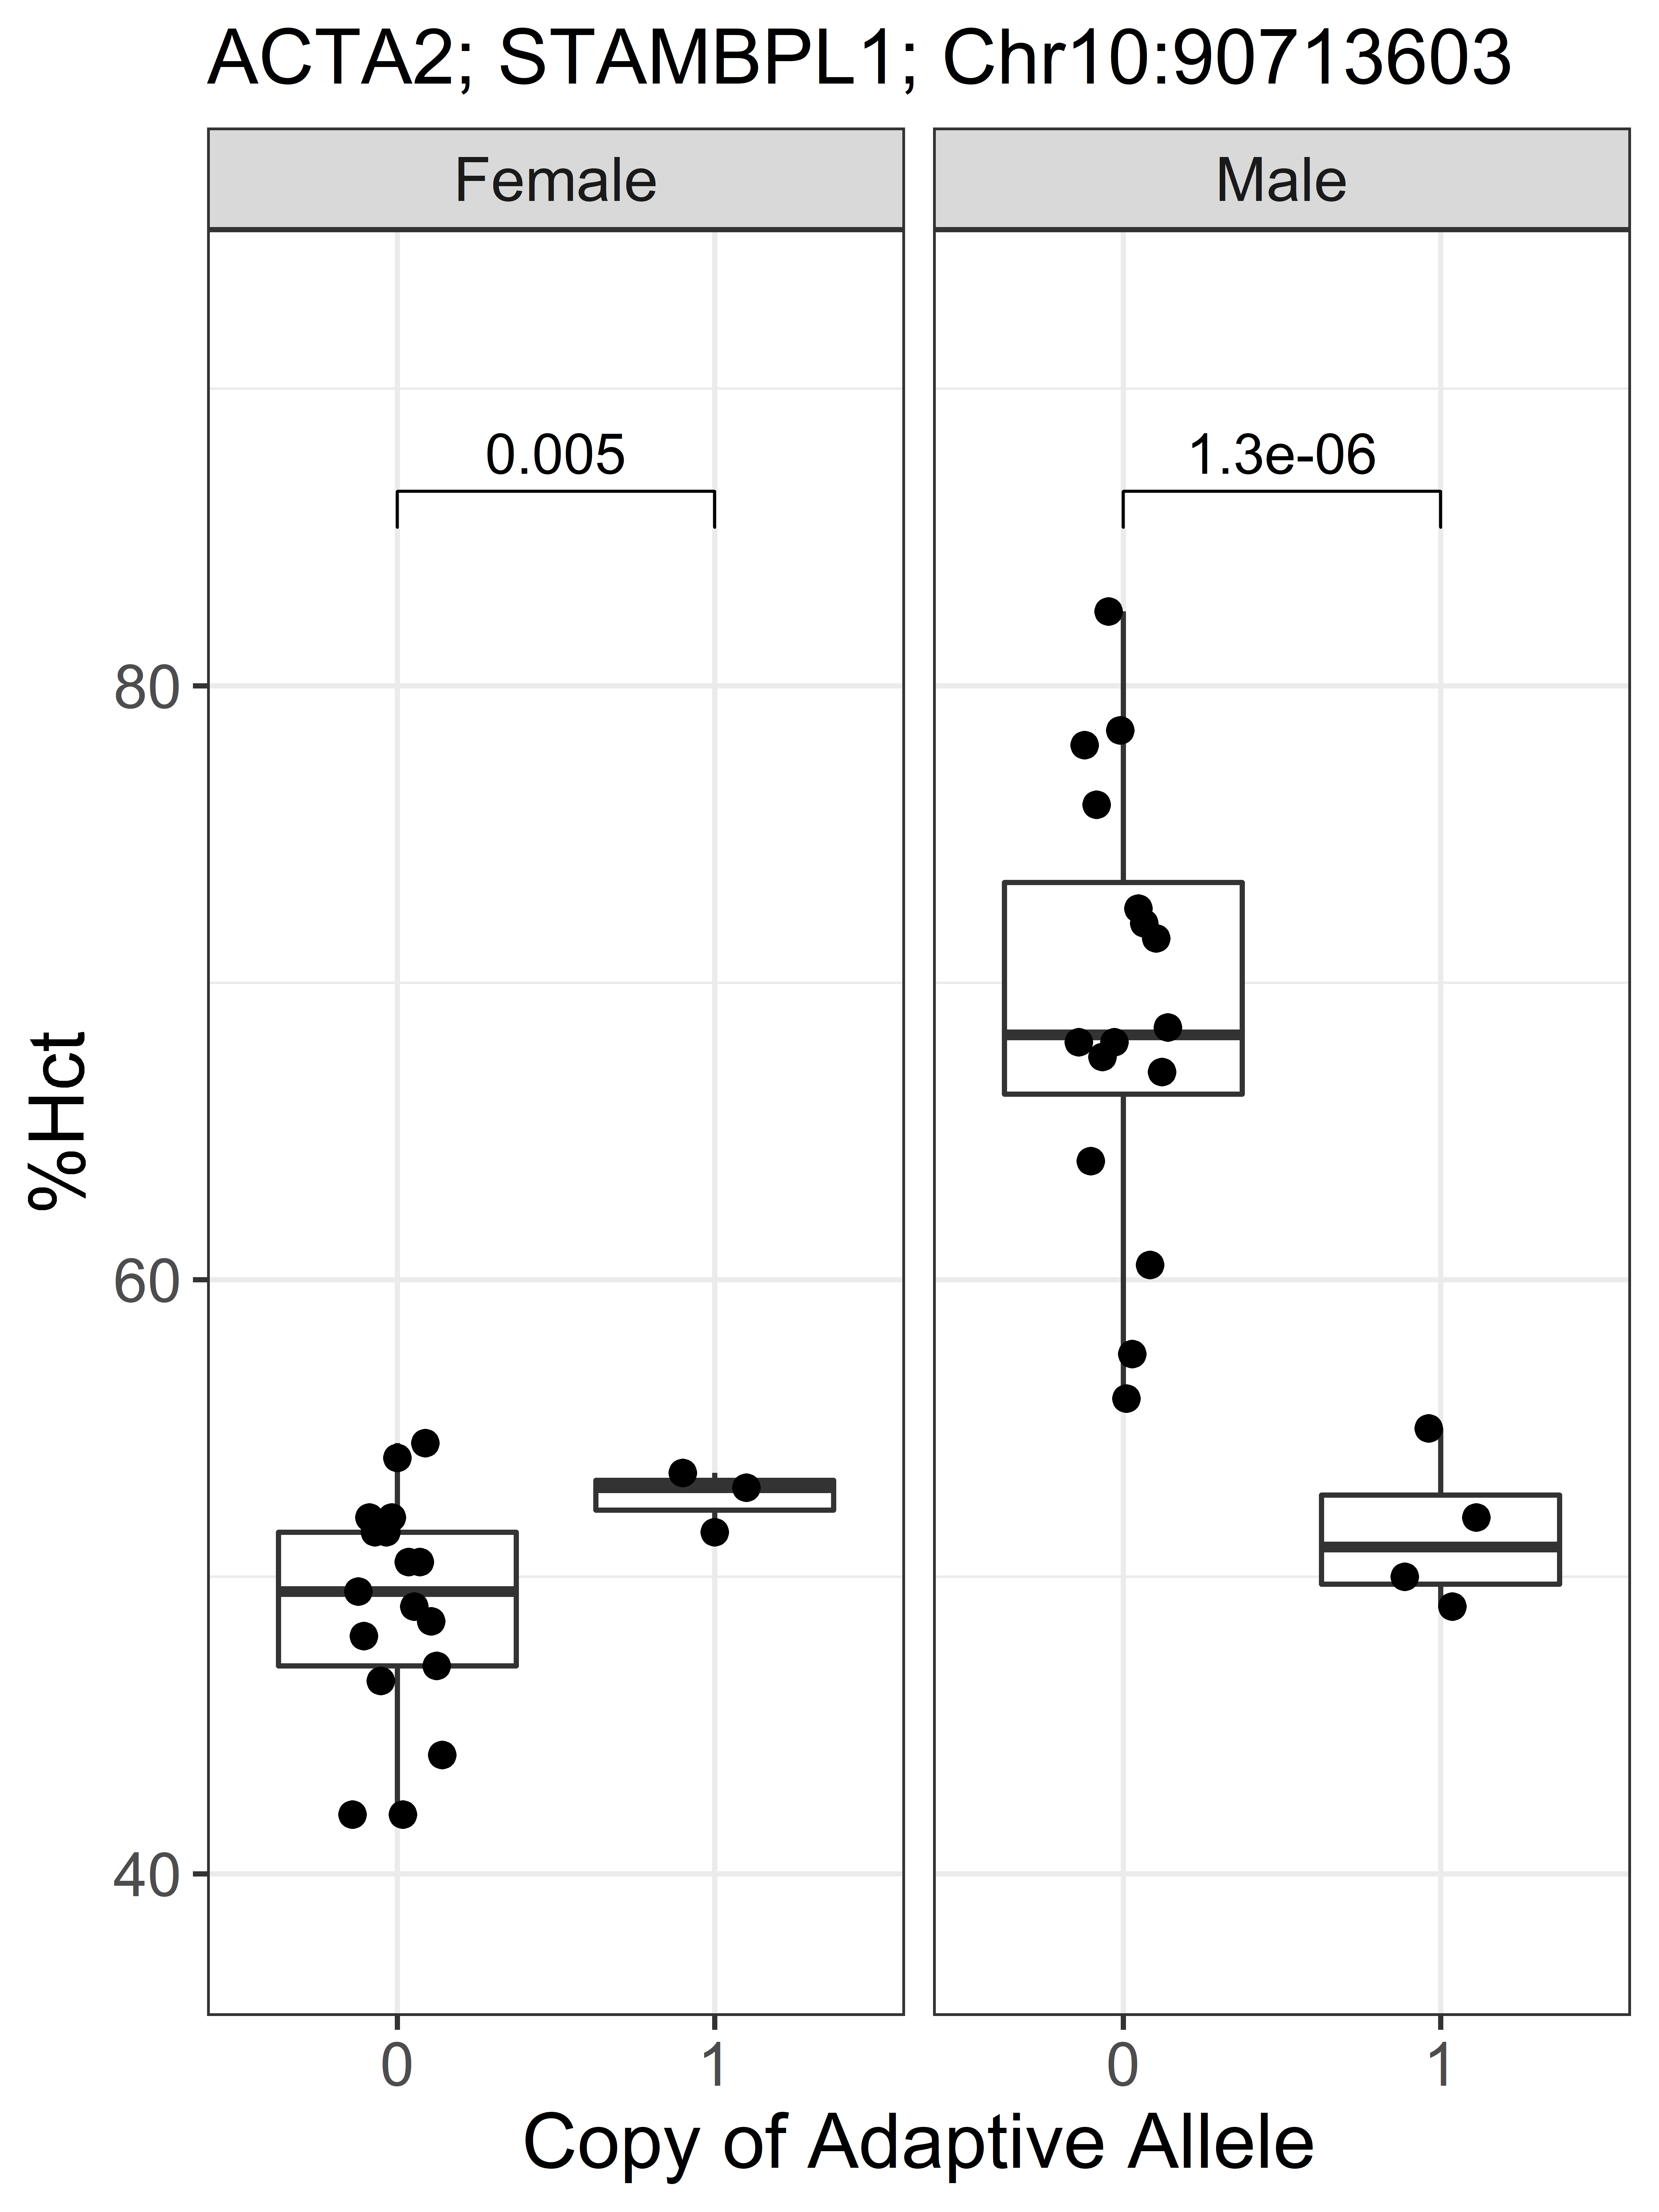 ACTA2; STAMBPL1; Chr10:90713603
Female
Male
0.005
1.3e-06
80
60
40
%Hct
0
1
0
1
Copy of Adaptive Allele